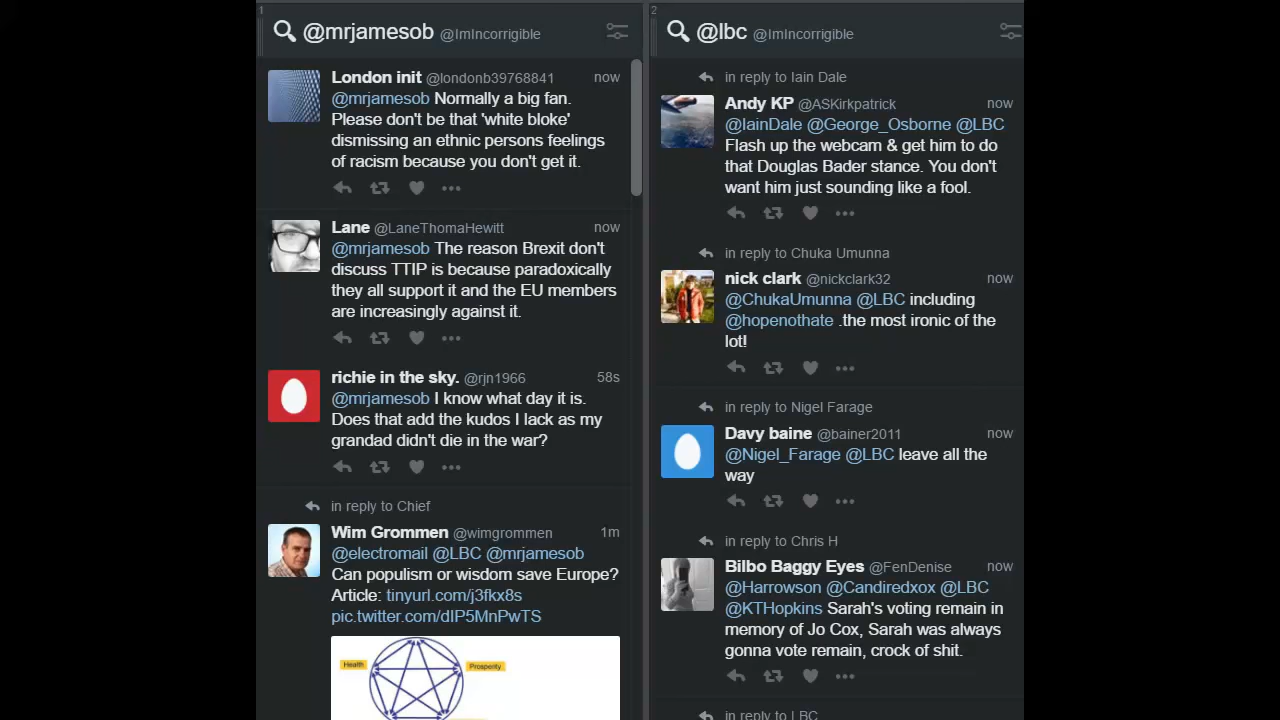 1
@mrjamesob @ImIncorrigible
London init @londonb39768841 now
@mrjamesob Normally a big fan.
Please don't be that 'white bloke'
dismissing an ethnic persons feelings
of racism because you don't get it.
Lane @LaneThomaHewitt now
@mrjamesob The reason Brexit don't
discuss TTIP is because paradoxically
they all support it and the EU members
are increasingly against it.
richie in the sky. @rjn1966 58s
@mrjamesob I know what day it is.
Does that add the kudos I lack as my
grandad didn't die in the war?
in reply to Chief
Wim Grommen @wimgrommen 1m
@electromail @LBC @mrjamesob
Can populism or wisdom save Europe?
Article: tinyurl.com/j3fkx8s
pic.twitter.com/dIP5MnPwTS
Health Prosperity
2
@lbc @ImIncorrigible
in reply to Iain Dale
Andy KP @ASKirkpatrick now
@IainDale @George_Osborne @LBC
Flash up the webcam & get him to do
that Douglas Bader stance. You don't
want him just sounding like a fool.
in reply to Chuka Umunna
nick clark @nickclark32 now
@ChukaUmunna @LBC including
@hopenothate .the most ironic of the
lot!
in reply to Nigel Farage
Davy baine @bainer2011 now
@Nigel_Farage @LBC leave all the
way
in reply to Chris H
Bilbo Baggy Eyes @FenDenise now
@Harrowson @Candiredxox @LBC
@KTHopkins Sarah's voting remain in
memory of Jo Cox, Sarah was always
gonna vote remain, crock of shit.
in reply to LBC